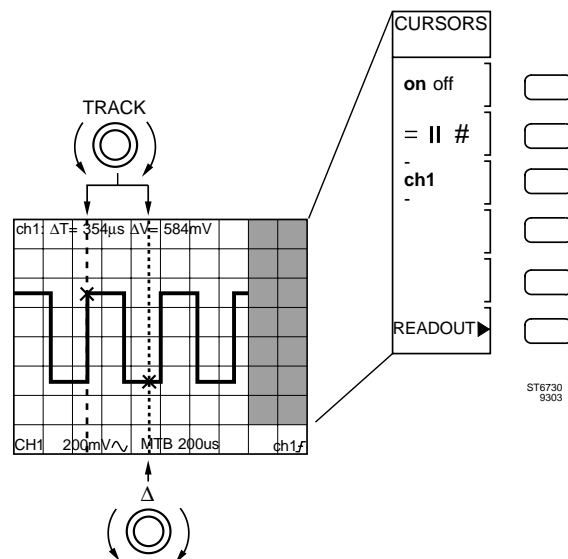 CURSORS
on off
= II #
-
ch1
-
READOUT▶
TRACK
ch1: ΔT= 354µs ΔV= 584mV
CH1 200mV∿ MTB 200us ch1ƒ
Δ
ST6730
9303